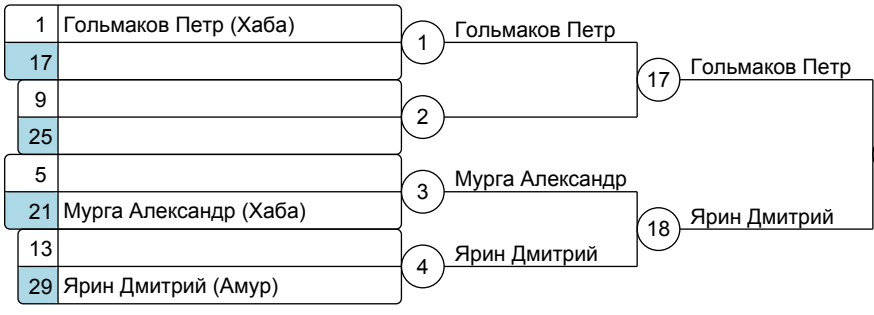 1 Гольмаков Петр (Хаба)
17
9
25
5
21 Мурга Александр (Хаба)
13
29 Ярин Дмитрий (Амур)
1 Гольмаков Петр
2
3 Мурга Александр
4 Ярин Дмитрий
17 Гольмаков Петр
18 Ярин Дмитрий